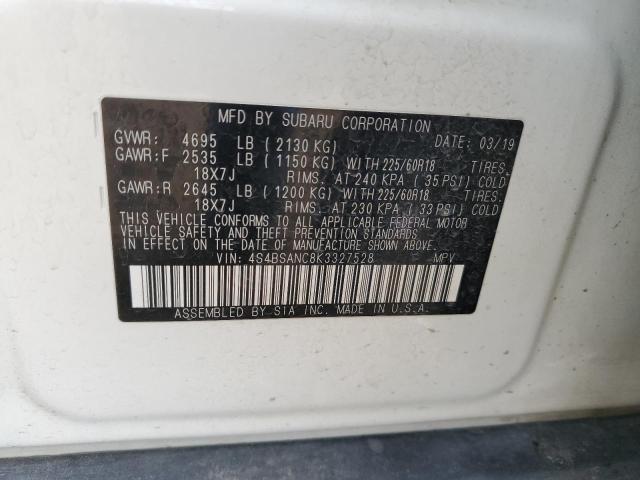 MFD BY SUBARU CORPORATION
GVWR: 4695 LB ( 2130 KG) DATE: 03/19
GAWR:F 2535 LB ( 1150 KG) WITH 225/60R18 TIRES,
18X7J RIMS, AT 240 KPA ( 35 PSI) COLD
GAWR:R 2645 LB ( 1200 KG) WITH 225/60R18 TIRES,
18X7J RIMS, AT 230 KPA ( 33 PSI) COLD
THIS VEHICLE CONFORMS TO ALL APPLICABLE FEDERAL MOTOR
VEHICLE SAFETY AND THEFT PREVENTION STANDARDS
IN EFFECT ON THE DATE OF MANUFACTURE SHOWN ABOVE.
VIN: 4S4BSANC8K3327528 MPV
ASSEMBLED BY SIA INC. MADE IN U.S.A.